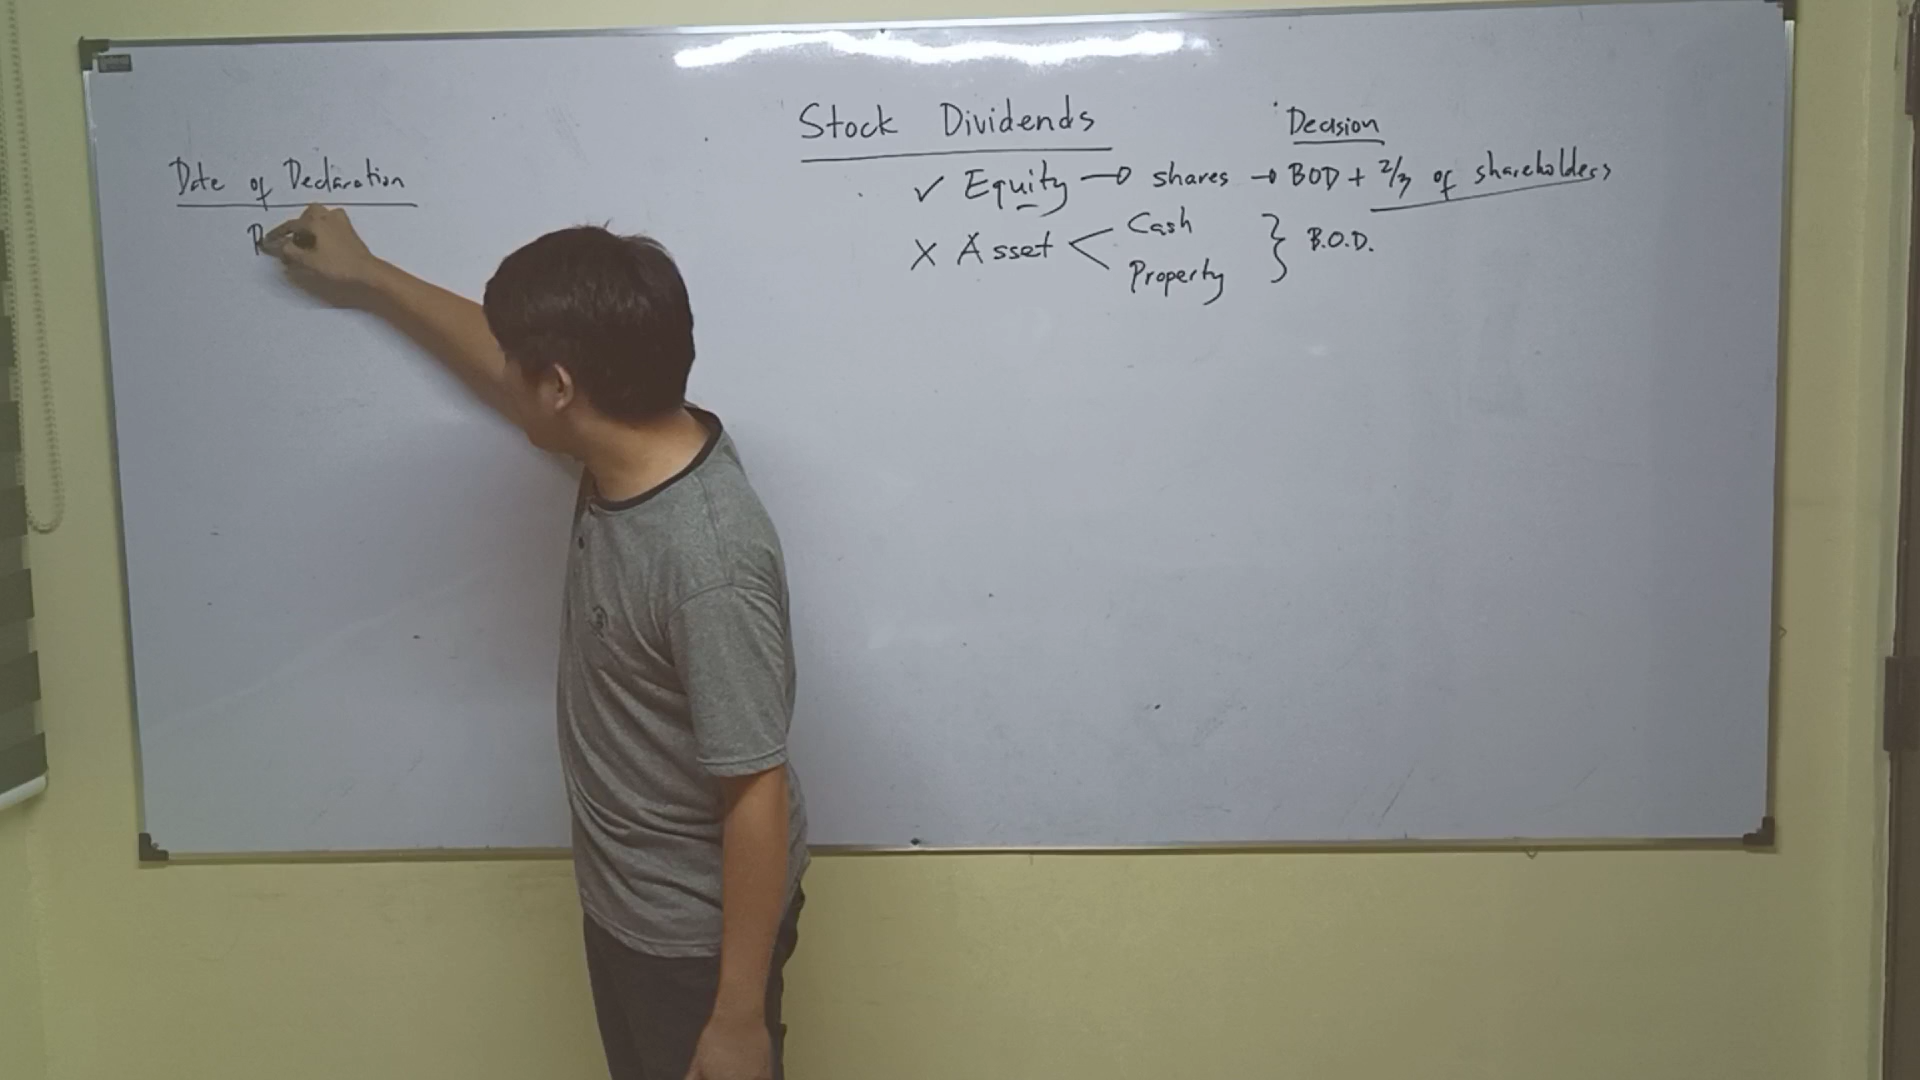 Stock Dividends
Decision
Date of Declaration
✓ Equity → shares → BOD + 2/3 of shareholders
X Asset < Cash
Property } B.O.D.